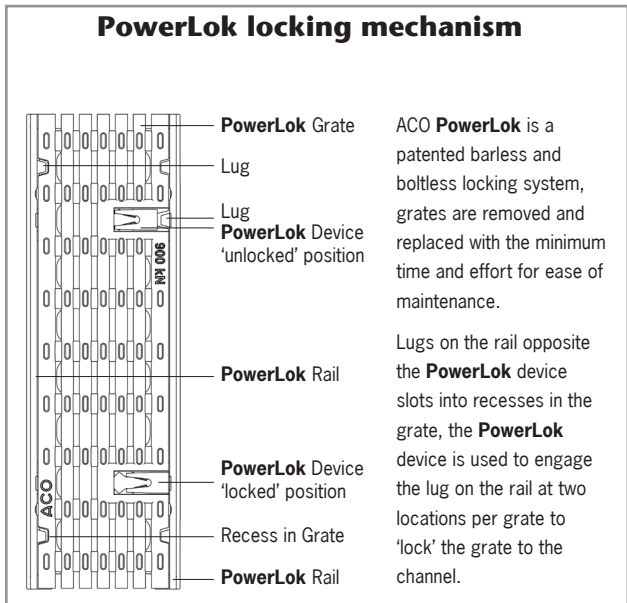 PowerLok locking mechanism
PowerLok Grate
Lug
Lug
PowerLok Device
‘unlocked’ position
900 kN
PowerLok Rail
PowerLok Device
‘locked’ position
ACO
Recess in Grate
PowerLok Rail
ACO PowerLok is a
patented barless and
boltless locking system,
grates are removed and
replaced with the minimum
time and effort for ease of
maintenance.
Lugs on the rail opposite
the PowerLok device
slots into recesses in the
grate, the PowerLok
device is used to engage
the lug on the rail at two
locations per grate to
‘lock’ the grate to the
channel.